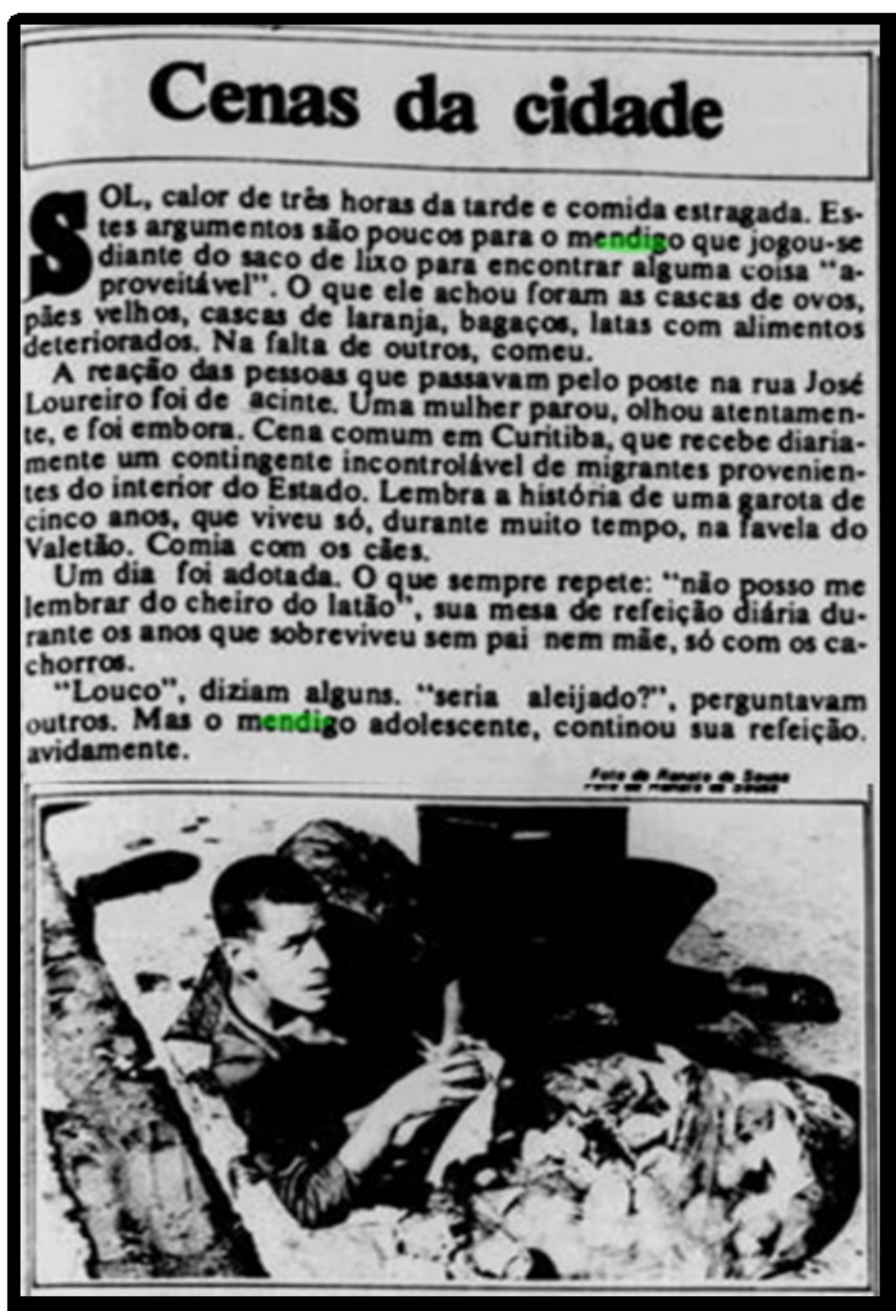 Cenas da cidade
SOL, calor de três horas da tarde e comida estragada. Es-
tes argumentos são poucos para o mendigo que jogou-se
diante do saco de lixo para encontrar alguma coisa "a-
proveitável". O que ele achou foram as cascas de ovos,
pães velhos, cascas de laranja, bagaços, latas com alimentos
deteriorados. Na falta de outros, comeu.
A reação das pessoas que passavam pelo poste na rua José
Loureiro foi de acinte. Uma mulher parou, olhou atentamen-
te, e foi embora. Cena comum em Curitiba, que recebe diaria-
mente um contingente incontrolável de migrantes provenien-
tes do interior do Estado. Lembra a história de uma garota de
cinco anos, que viveu só, durante muito tempo, na favela do
Valetão. Comia com os cães.
Um dia foi adotada. O que sempre repete: "não posso me
lembrar do cheiro do latão", sua mesa de refeição diária du-
rante os anos que sobreviveu sem pai nem mãe, só com os ca-
chorros.
"Louco", diziam alguns. "seria aleijado?", perguntavam
outros. Mas o mendigo adolescente, continou sua refeição.
avidamente.
Foto de Renato de Sousa